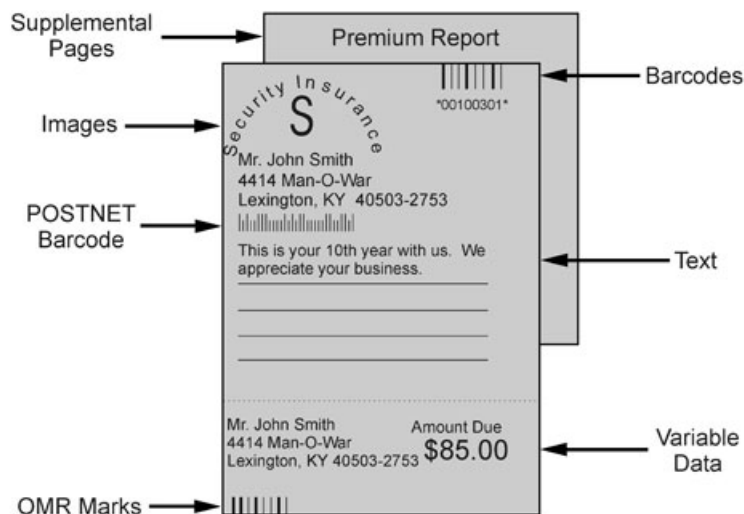 Supplemental
Pages
Premium Report
Barcodes
*00100301*
Images
Security Insurance
S
Mr. John Smith
4414 Man-O-War
Lexington, KY 40503-2753
POSTNET
Barcode
This is your 10th year with us. We
appreciate your business.
Text
Mr. John Smith
4414 Man-O-War
Lexington, KY 40503-2753
Amount Due
$85.00
Variable
Data
OMR Marks